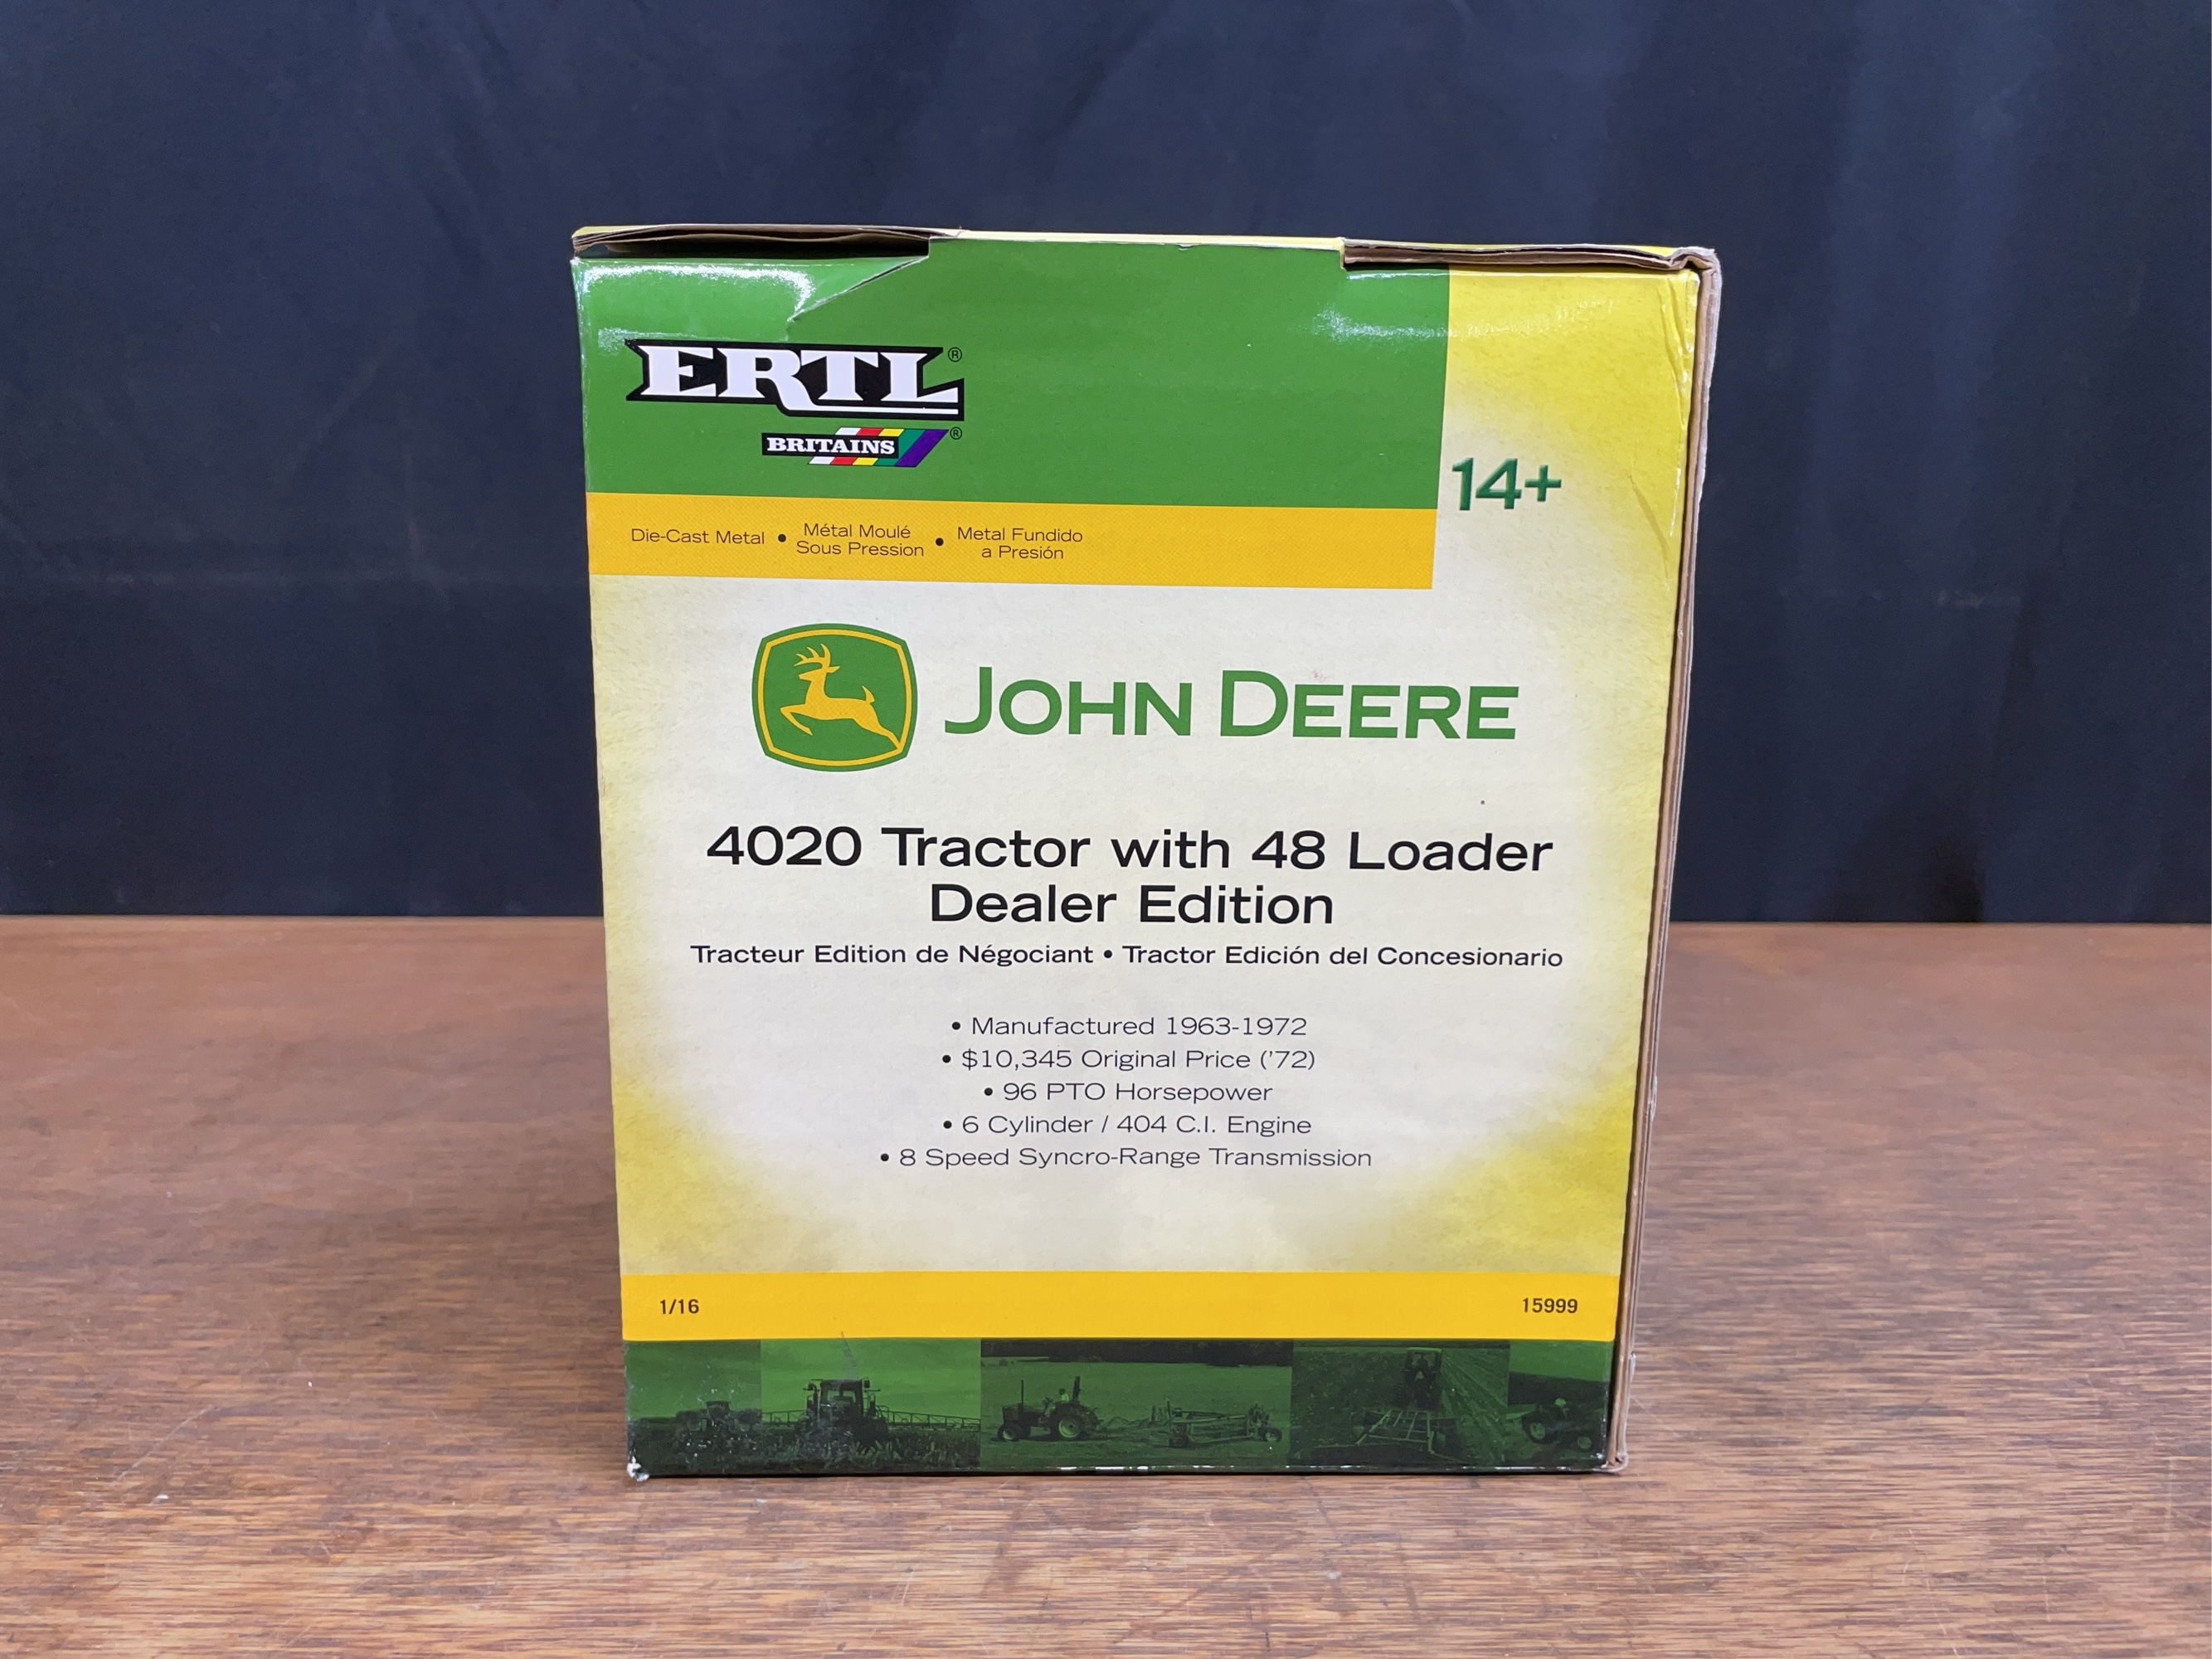 ERTL®
BRITAINS®
14+
Die-Cast Metal • Métal Moulé Sous Pression • Metal Fundido a Presión
JOHN DEERE
4020 Tractor with 48 Loader
Dealer Edition
Tracteur Edition de Négociant • Tractor Edición del Concesionario
• Manufactured 1963-1972
• $10,345 Original Price ('72)
• 96 PTO Horsepower
• 6 Cylinder / 404 C.I. Engine
• 8 Speed Syncro-Range Transmission
1/16
15999